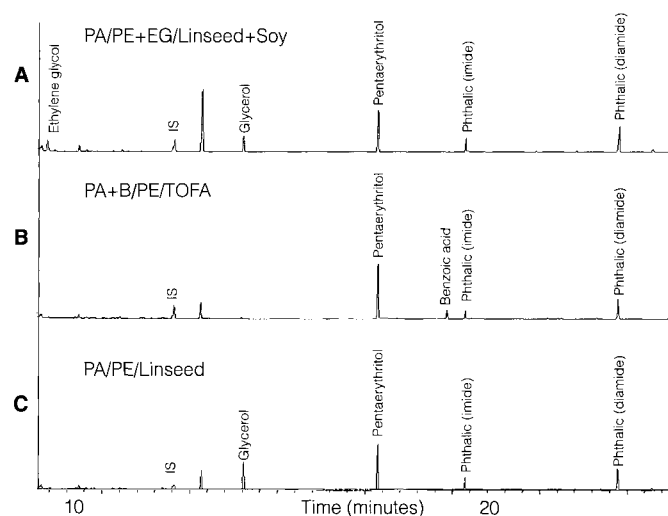 PA/PE+EG/Linseed+Soy
A
Ethylene glycol
IS
Glycerol
Pentaerythritol
Phthalic (imide)
Phthalic (diamide)
PA+B/PE/TOFA
B
IS
Pentaerythritol
Benzoic acid
Phthalic (imide)
Phthalic (diamide)
PA/PE/Linseed
C
IS
Glycerol
Pentaerythritol
Phthalic (imide)
Phthalic (diamide)
10 Time (minutes) 20